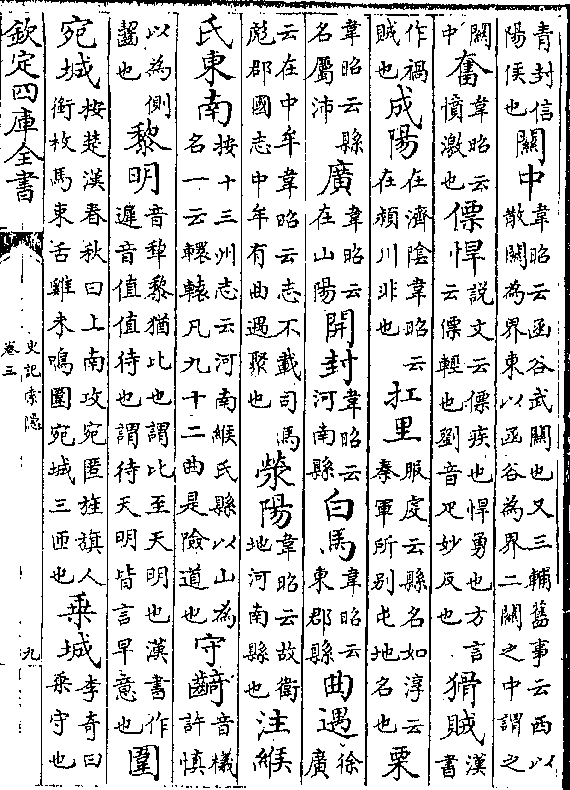 青封信陽侯也關中韋昭云函谷武關也又三輔舊事云西以散關為界東以函谷為界二關之中謂之
關中奮韋昭云憤激也僄悍說文云僄疾也悍勇也方言云僄輕也劉音疋妙反也猾賊漢書
作禍賊也成陽在濟陰韋昭云在潁川非也扛里服虔云縣名如淳云秦軍所别屯地名也栗
韋昭云縣名屬沛廣韋昭云在山陽開封韋昭云河南縣白馬韋昭云東郡縣曲遇徐廣
云在中牟韋昭云志不載司馬彪郡國志中牟有曲遇聚也滎陽韋昭云故衛地河南縣也注緱
氏東南按十三州志云河南緱氏縣以山為名一云轘轅凡九十二曲是險道也守齮音蟻許慎
以為側齧也黎明音犁黎猶比也謂比至天明也漢書作遲音值值待也謂待天明皆言早意也圍
宛城按楚漢春秋曰上南攻宛匿旌旗人銜枚馬束舌雞未鳴圍宛城三匝也乗城李奇曰乗守也
欽定四庫全書
史記索隱
卷三
九